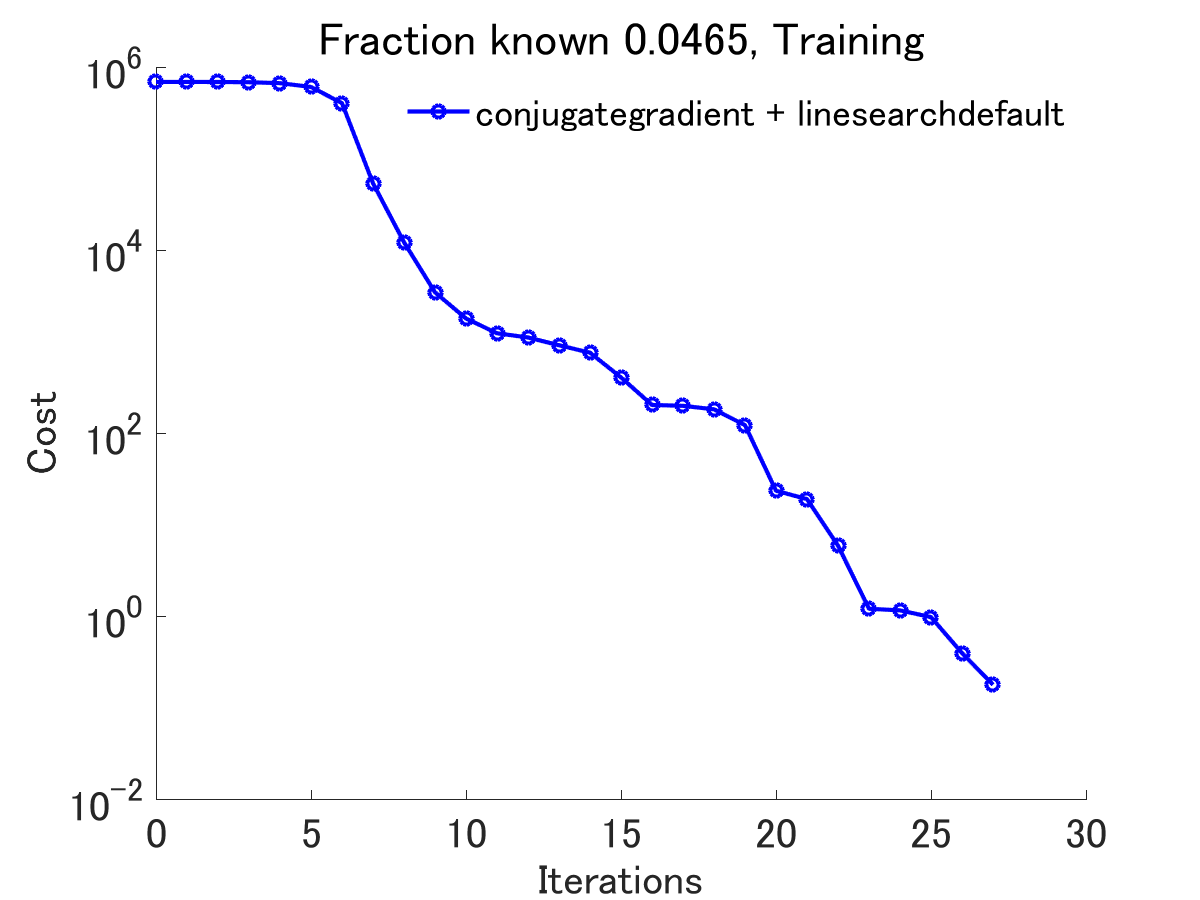 Fraction known 0.0465, Training
conjugategradient + linesearchdefault
Cost
10^6
10^4
10^2
10^0
10^-2
0 5 10 15 20 25 30
Iterations